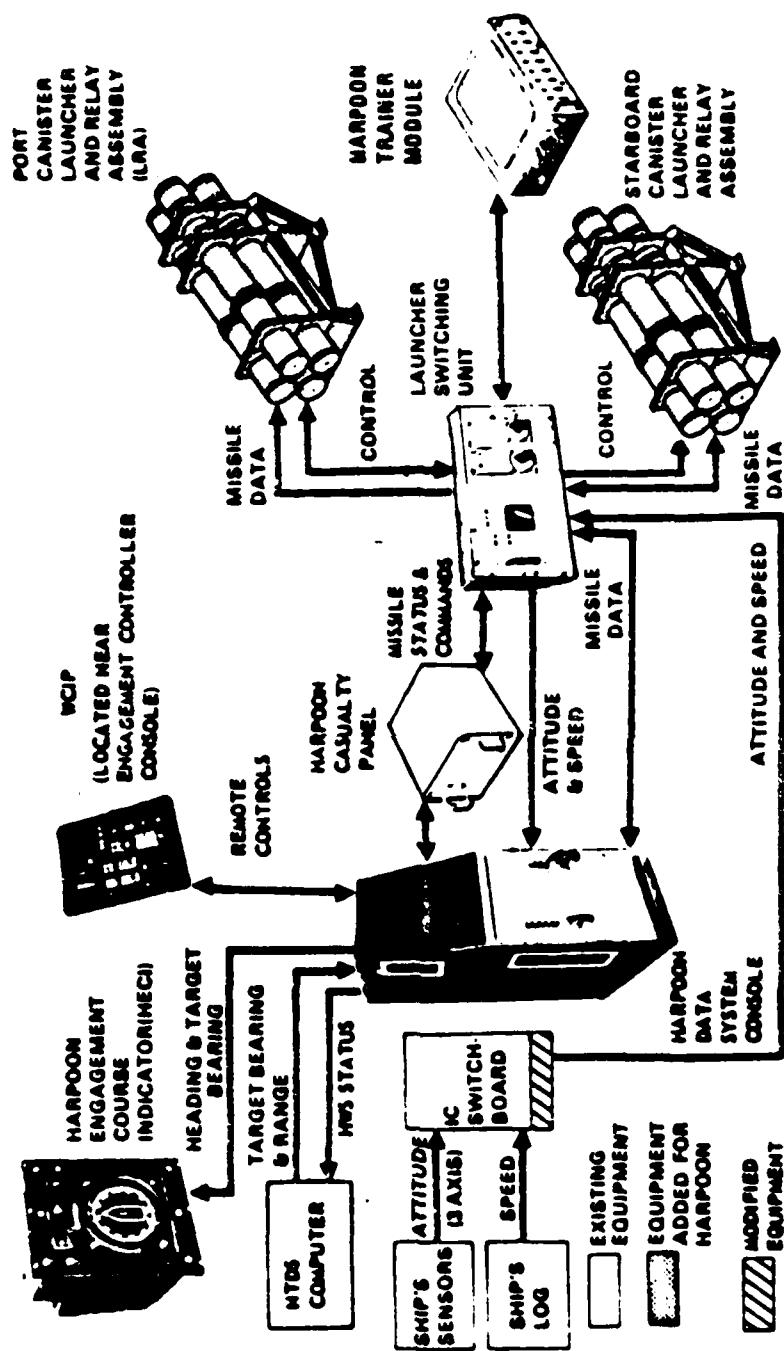 HARPOON
ENGAGEMENT
COURSE
INDICATOR(HECI)
WCIP
(LOCATED NEAR
ENGAGEMENT CONTROLLER
CONSOLE)
PORT
CANISTER
LAUNCHER
AND RELAY
ASSEMBLY
(LRA)
HEADING & TARGET
BEARING
REMOTE
CONTROLS
MISSILE
DATA
CONTROL
NTDS
COMPUTER
TARGET BEARING
& RANGE
HWS STATUS
HARPOON
CASUALTY
PANEL
MISSILE
STATUS &
COMMANDS
LAUNCHER
SWITCHING
UNIT
HARPOON
TRAINER
MODULE
SHIP'S
SENSORS
ATTITUDE
(3 AXIS)
SHIP'S
LOG
SPEED
IC
SWITCH-
BOARD
HARPOON
DATA
SYSTEM
CONSOLE
ATTITUDE
& SPEED
MISSILE
DATA
CONTROL
MISSILE
DATA
STARBOARD
CANISTER
LAUNCHER
AND RELAY
ASSEMBLY
ATTITUDE AND SPEED
EXISTING
EQUIPMENT
EQUIPMENT
ADDED FOR
HARPOON
MODIFIED
EQUIPMENT